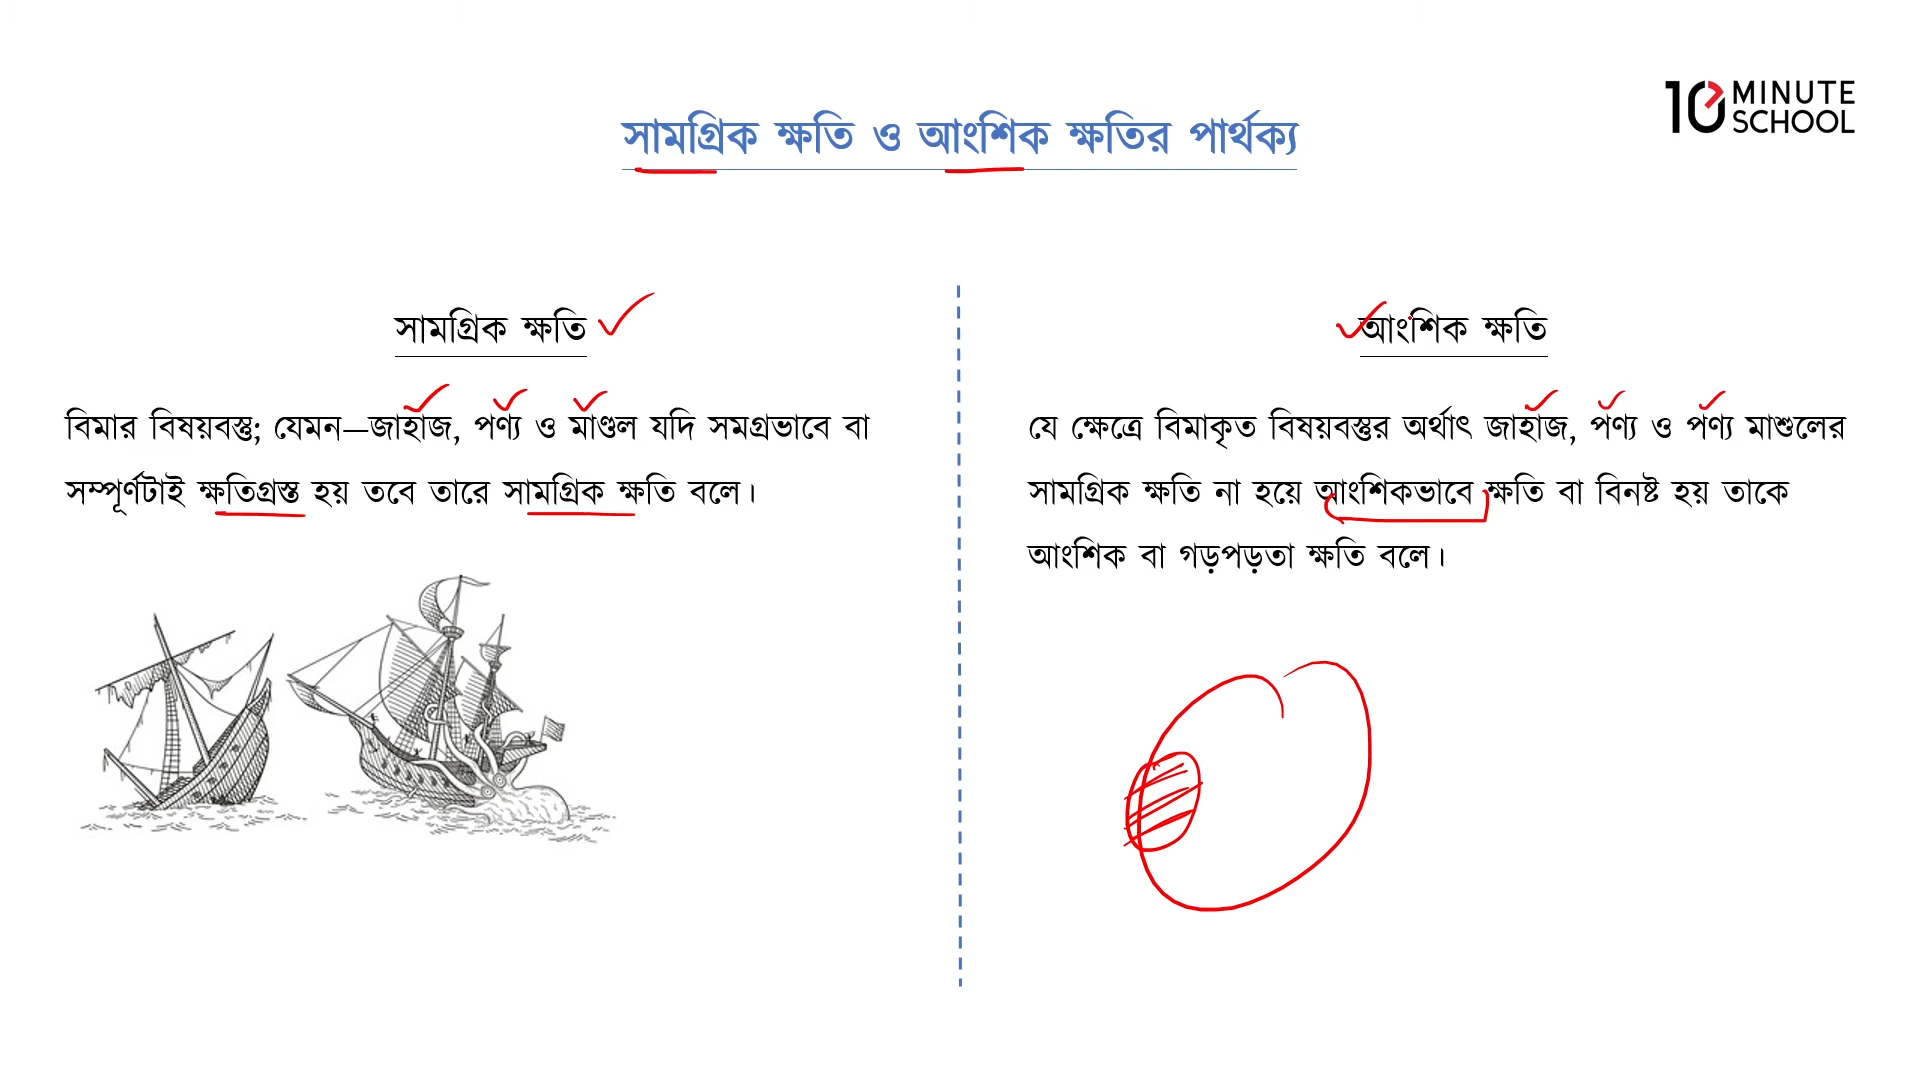 10 MINUTE
SCHOOL
সামগ্রিক ক্ষতি ও আংশিক ক্ষতির পার্থক্য
সামগ্রিক ক্ষতি
বিমার বিষয়বস্তু; যেমন—জাহাজ, পণ্য ও মাণ্ডল যদি সমগ্রভাবে বা
সম্পূর্ণটাই ক্ষতিগ্রস্ত হয় তবে তারে সামগ্রিক ক্ষতি বলে।
আংশিক ক্ষতি
যে ক্ষেত্রে বিমাকৃত বিষয়বস্তুর অর্থাৎ জাহাজ, পণ্য ও পণ্য মাশুলের
সামগ্রিক ক্ষতি না হয়ে আংশিকভাবে ক্ষতি বা বিনষ্ট হয় তাকে
আংশিক বা গড়পড়তা ক্ষতি বলে।